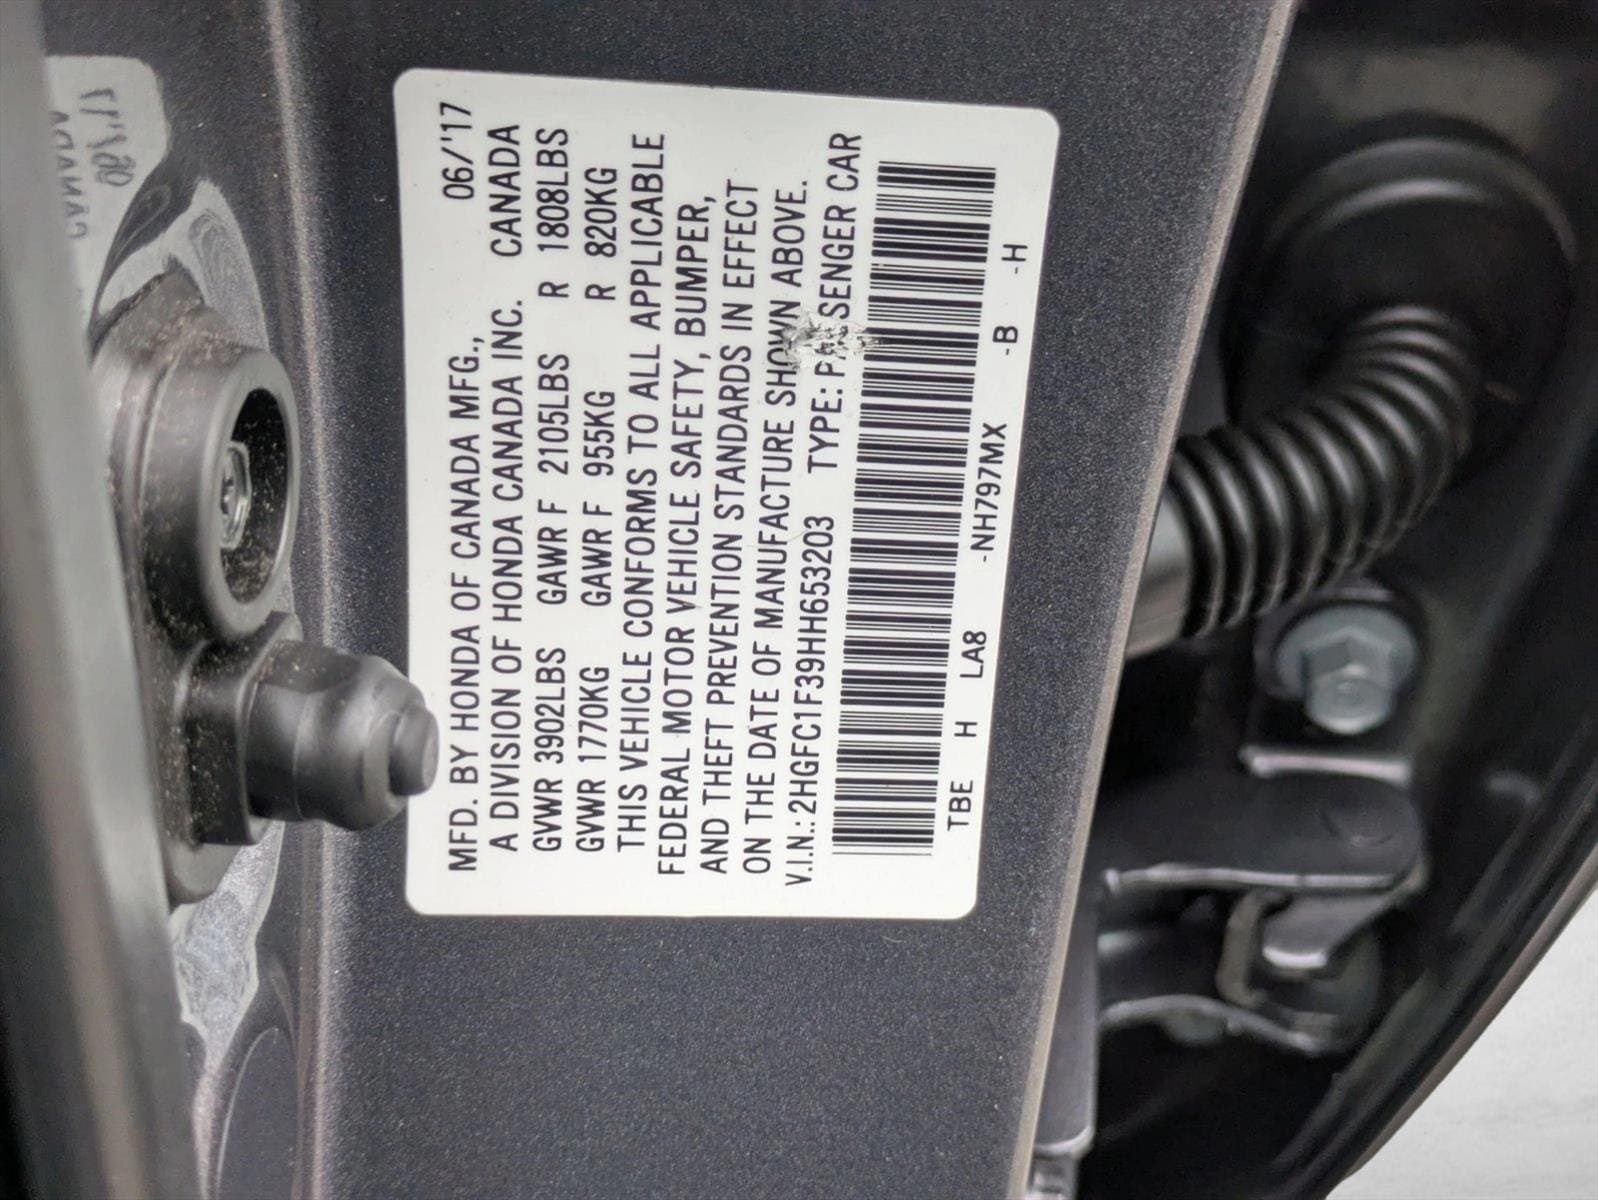 MFD. BY HONDA OF CANADA MFG., 06/'17
A DIVISION OF HONDA CANADA INC. CANADA
GVWR 3902LBS GAWR F 2105LBS R 1808LBS
GVWR 1770KG GAWR F 955KG R 820KG
THIS VEHICLE CONFORMS TO ALL APPLICABLE
FEDERAL MOTOR VEHICLE SAFETY, BUMPER,
AND THEFT PREVENTION STANDARDS IN EFFECT
ON THE DATE OF MANUFACTURE SHOWN ABOVE.
V.I.N.: 2HGFC1F39HH653203 TYPE: P SENGER CAR
TBE H LA8 -NH797MX -B -H